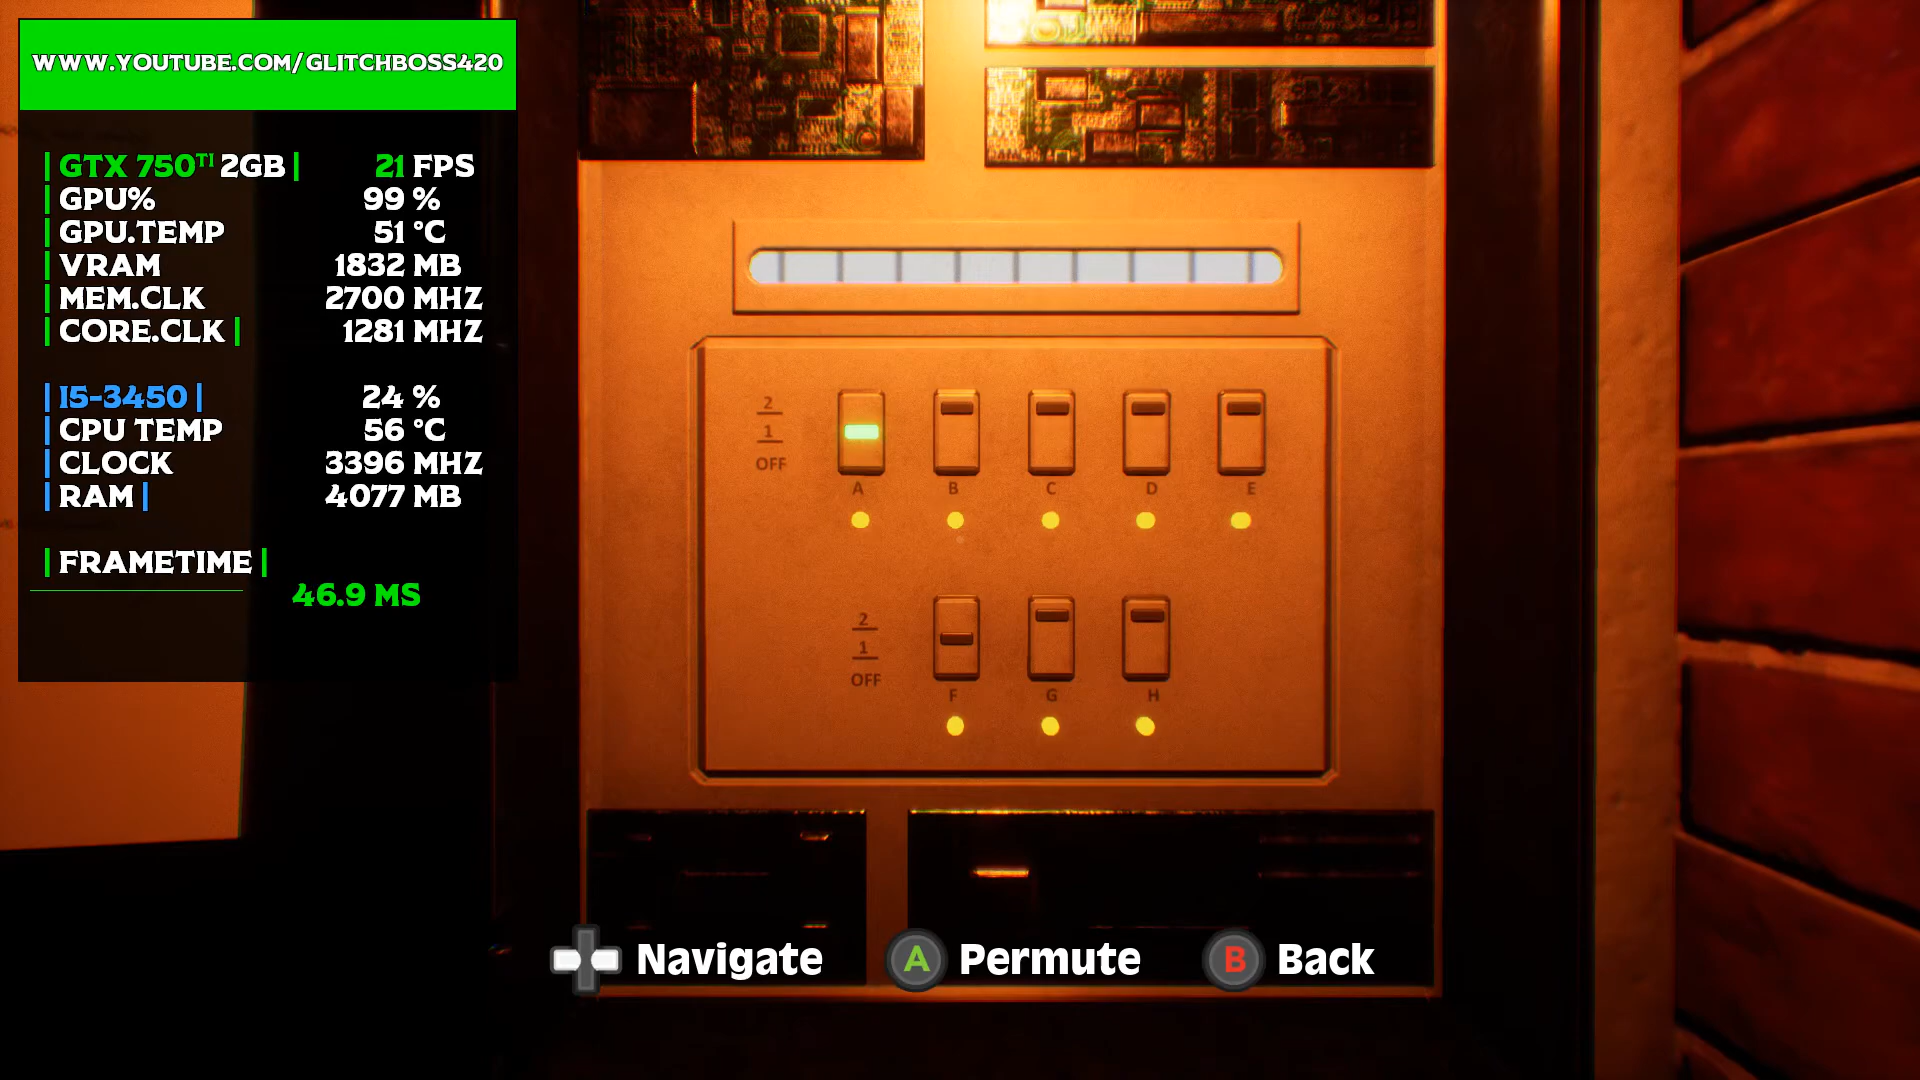 WWW.YOUTUBE.COM/GLITCHBOSS420
| GTX 750TI 2GB | 21 FPS
| GPU% 99 %
| GPU.TEMP 51 °C
| VRAM 1832 MB
| MEM.CLK 2700 MHZ
| CORE.CLK | 1281 MHZ
| I5-3450 | 24 %
| CPU TEMP 56 °C
| CLOCK 3396 MHZ
| RAM | 4077 MB
| FRAMETIME |
46.9 MS
2
1
OFF
A B C D E
2
1
OFF
F G H
Navigate A Permute B Back